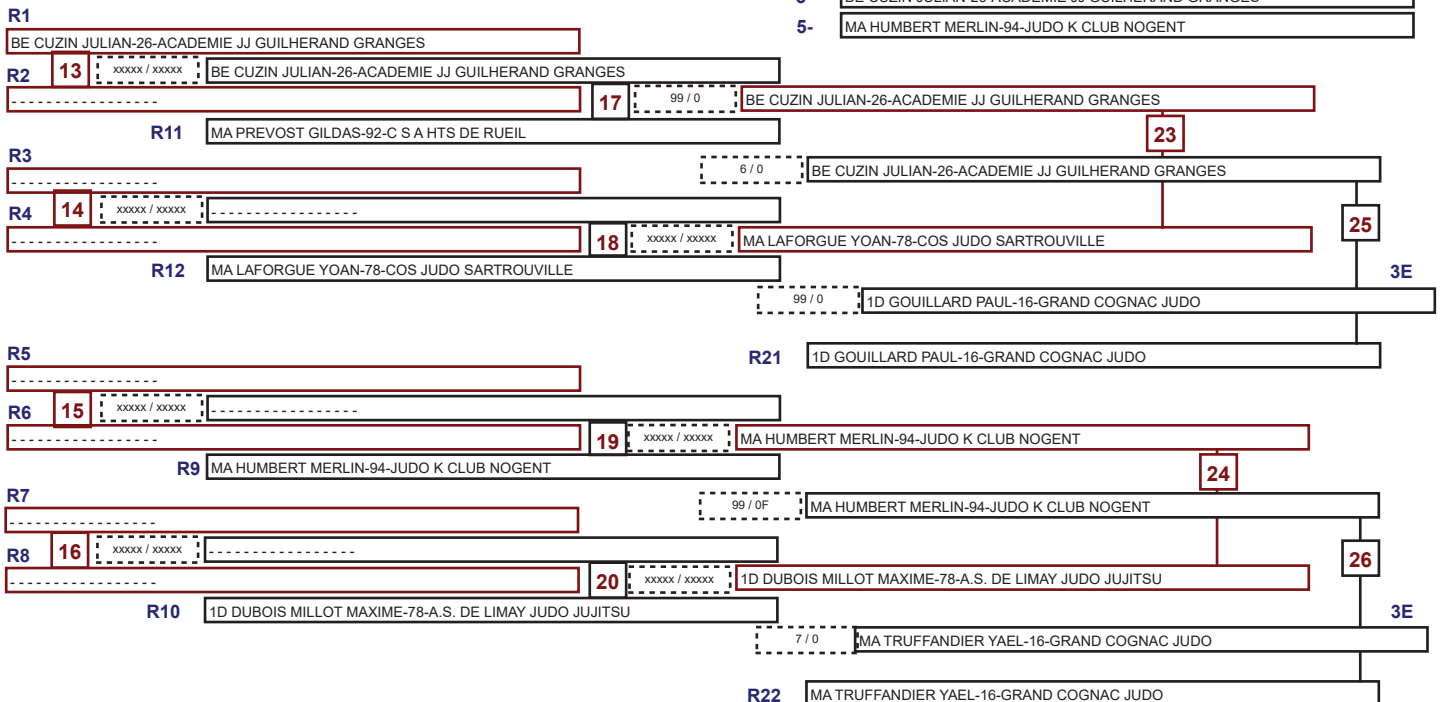 BE CUZIN JULIAN-26-ACADEMIE JJ GUILHERAND GRANGES
R1
5- MA HUMBERT MERLIN-94-JUDO K CLUB NOGENT
BE CUZIN JULIAN-26-ACADEMIE JJ GUILHERAND GRANGES
R2 13 xxxxx / xxxxx BE CUZIN JULIAN-26-ACADEMIE JJ GUILHERAND GRANGES
- - - - - - - - - - - - - - - - 17 99 / 0 BE CUZIN JULIAN-26-ACADEMIE JJ GUILHERAND GRANGES
R11 MA PREVOST GILDAS-92-C S A HTS DE RUEIL
23
R3
6 / 0 BE CUZIN JULIAN-26-ACADEMIE JJ GUILHERAND GRANGES
- - - - - - - - - - - - - - - -
R4 14 xxxxx / xxxxx - - - - - - - - - - - - - - - -
25
- - - - - - - - - - - - - - - - 18 xxxxx / xxxxx MA LAFORGUE YOAN-78-COS JUDO SARTROUVILLE
R12 MA LAFORGUE YOAN-78-COS JUDO SARTROUVILLE
3E
99 / 0 1D GOUILLARD PAUL-16-GRAND COGNAC JUDO
R5
R21 1D GOUILLARD PAUL-16-GRAND COGNAC JUDO
- - - - - - - - - - - - - - - -
R6 15 xxxxx / xxxxx - - - - - - - - - - - - - - - -
- - - - - - - - - - - - - - - - 19 xxxxx / xxxxx MA HUMBERT MERLIN-94-JUDO K CLUB NOGENT
R9 MA HUMBERT MERLIN-94-JUDO K CLUB NOGENT
24
R7
99 / 0F MA HUMBERT MERLIN-94-JUDO K CLUB NOGENT
- - - - - - - - - - - - - - - -
R8 16 xxxxx / xxxxx - - - - - - - - - - - - - - - -
26
- - - - - - - - - - - - - - - - 20 xxxxx / xxxxx 1D DUBOIS MILLOT MAXIME-78-A.S. DE LIMAY JUDO JUJITSU
R10 1D DUBOIS MILLOT MAXIME-78-A.S. DE LIMAY JUDO JUJITSU
3E
7 / 0 MA TRUFFANDIER YAEL-16-GRAND COGNAC JUDO
R22 MA TRUFFANDIER YAEL-16-GRAND COGNAC JUDO